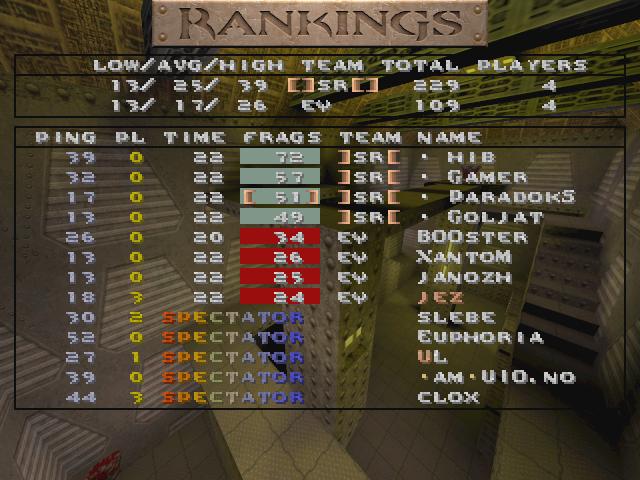 RANKINGS
LOW/AVG/HIGH TEAM TOTAL PLAYERS
13/ 25/ 39 []SR[] 229 4
13/ 17/ 26 EV 109 4
PING PL TIME FRAGS TEAM NAME
39 0 22 72 ]SR[ · HIB
32 0 22 57 ]SR[ · GAMER
17 0 22 [ 51 ] ]SR[ · PARADOKS
13 0 22 49 ]SR[ · GOLJAT
26 0 20 34 EV BOOSTER
13 0 22 26 EV XANTOM
13 0 22 25 EV JANOZH
18 3 22 24 EV JEZ
30 2 SPECTATOR SLEBE
52 0 SPECTATOR EUPHORIA
27 1 SPECTATOR UL
39 0 SPECTATOR ·AM·UIO.NO
44 3 SPECTATOR CLOX